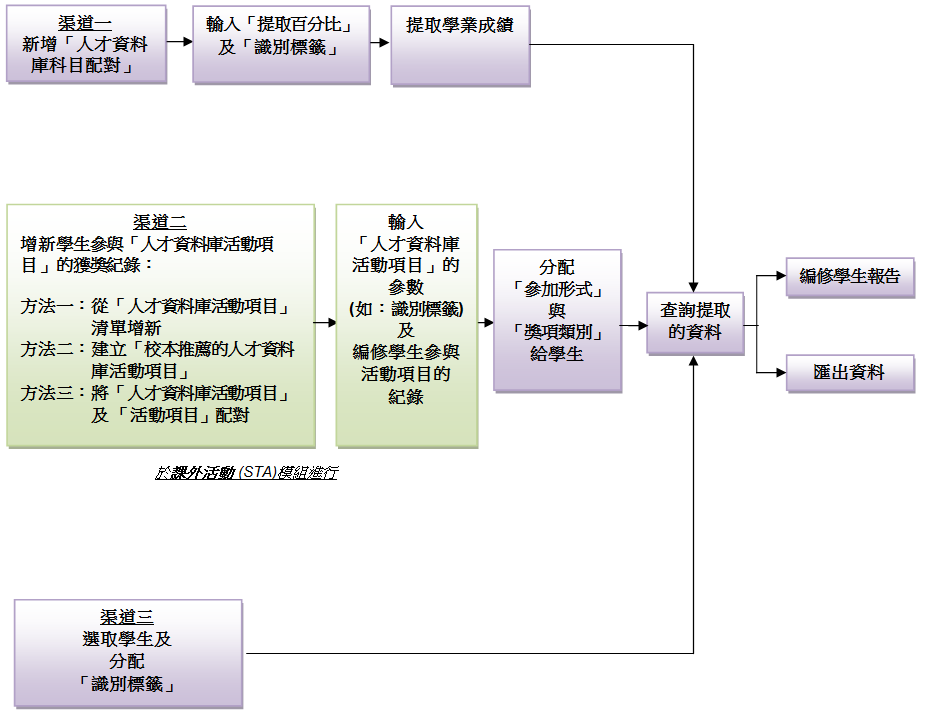 渠道一
新增「人才資料
庫科目配對」
輸入「提取百分比」
及「識別標籤」
提取學業成績
渠道二
增新學生參與「人才資料庫活動項
目」的獲獎紀錄：
方法一：從「人才資料庫活動項目」
清單增新
方法二：建立「校本推薦的人才資料
庫活動項目」
方法三：將「人才資料庫活動項目」
及「活動項目」配對
輸入
「人才資料庫
活動項目」的
參數
(如：識別標籤)
及
編修學生參與
活動項目的
紀錄
分配
「參加形式」
與
「獎項類別」
給學生
查詢提取
的資料
編修學生報告
匯出資料
於課外活動 (STA)模組進行
渠道三
選取學生及
分配
「識別標籤」